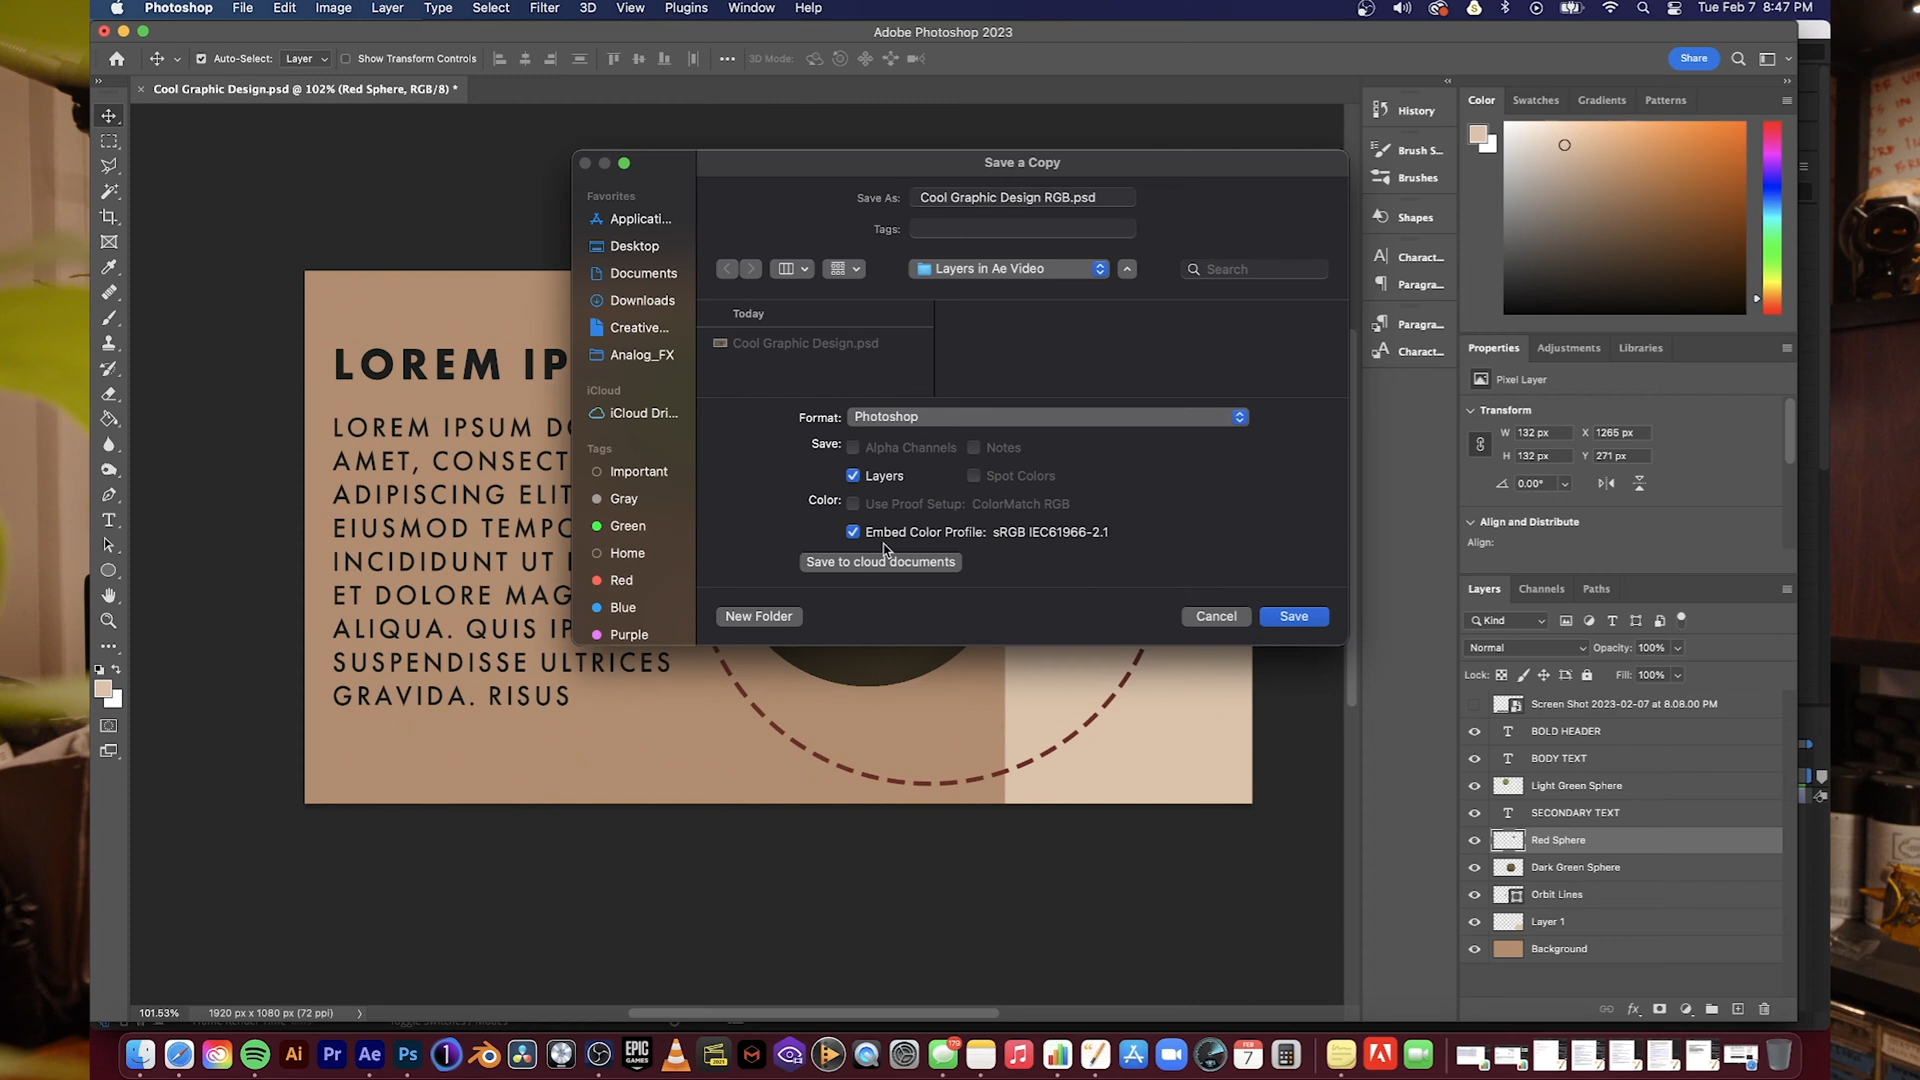 Photoshop File Edit Image Layer Type Select Filter 3D View Plugins Window Help
Tue Feb 7 8:47 PM
Adobe Photoshop 2023
Auto-Select: Layer Show Transform Controls 3D Mode: Share
Cool Graphic Design.psd @ 102% (Red Sphere, RGB/8) *
LOREM IP
LOREM IPSUM DO
AMET, CONSECT
ADIPISCING ELIT
EIUSMOD TEMPO
INCIDIDUNT U
ET DOLORE MAG
ALIQUA. QUIS IP
SUSPENDISSE ULTRICES
GRAVIDA. RISUS
Save a Copy
Favorites
Applicati...
Desktop
Documents
Downloads
Creative...
Analog_FX
iCloud
iCloud Dri...
Tags
Important
Gray
Green
Home
Red
Blue
Purple
Save As: Cool Graphic Design RGB.psd
Tags:
Layers in Ae Video Search
Today
Cool Graphic Design.psd
Format: Photoshop
Save: Alpha Channels Notes
Layers Spot Colors
Color: Use Proof Setup: ColorMatch RGB
Embed Color Profile: sRGB IEC61966-2.1
Save to cloud documents
New Folder Cancel Save
History
Brush S...
Brushes
Shapes
Charact...
Paragra...
Paragra...
Charact...
Color Swatches Gradients Patterns
Properties Adjustments Libraries
Pixel Layer
Transform
W 132 px X 1265 px
H 132 px Y 271 px
0.00°
Align and Distribute
Align:
Layers Channels Paths
Kind
Normal Opacity: 100%
Lock: Fill: 100%
Screen Shot 2023-02-07 at 8.08.00 PM
T BOLD HEADER
T BODY TEXT
Light Green Sphere
T SECONDARY TEXT
Red Sphere
Dark Green Sphere
Orbit Lines
Layer 1
Background
fx
101.53% 1920 px x 1080 px (72 ppi)
Ai Pr Ae Ps
EPIC GAMES
2021
179
FEB
7